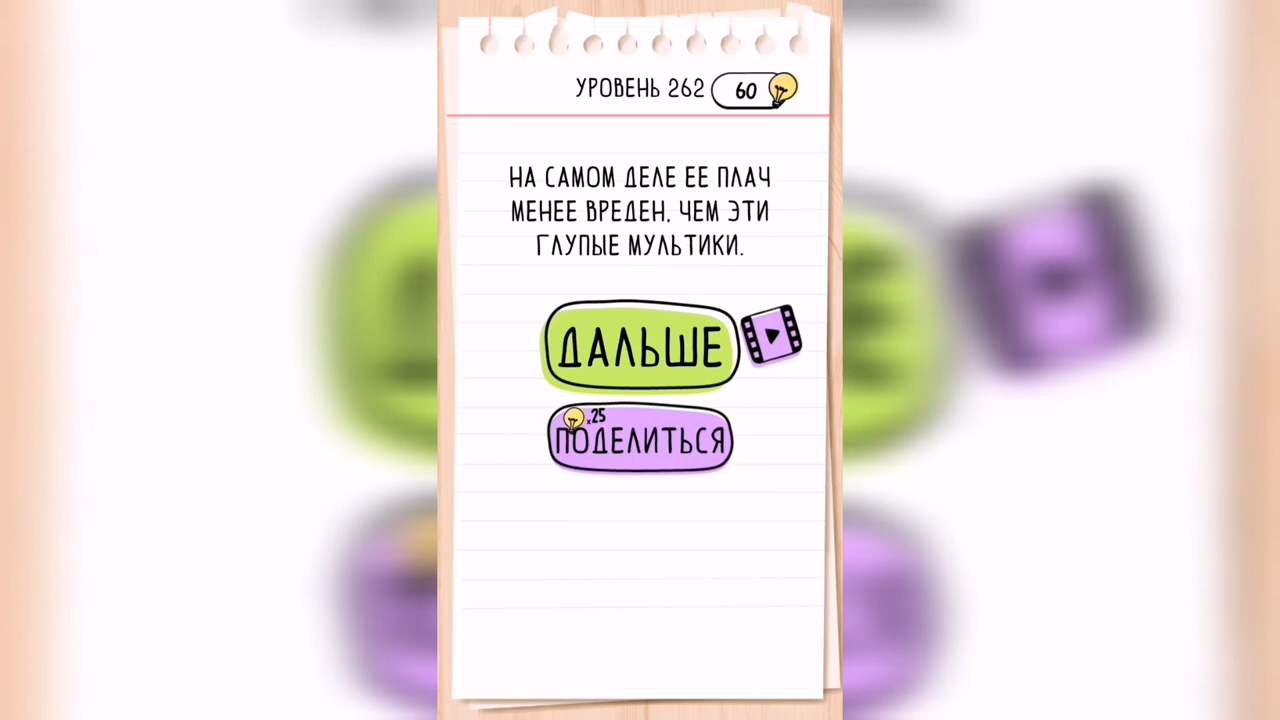 УРОВЕНЬ 262 60
НА САМОМ ДЕЛЕ ЕЕ ПЛАЧ
МЕНЕЕ ВРЕДЕН, ЧЕМ ЭТИ
ГЛУПЫЕ МУЛЬТИКИ.
ДАЛЬШЕ
x25
ПОДЕЛИТЬСЯ